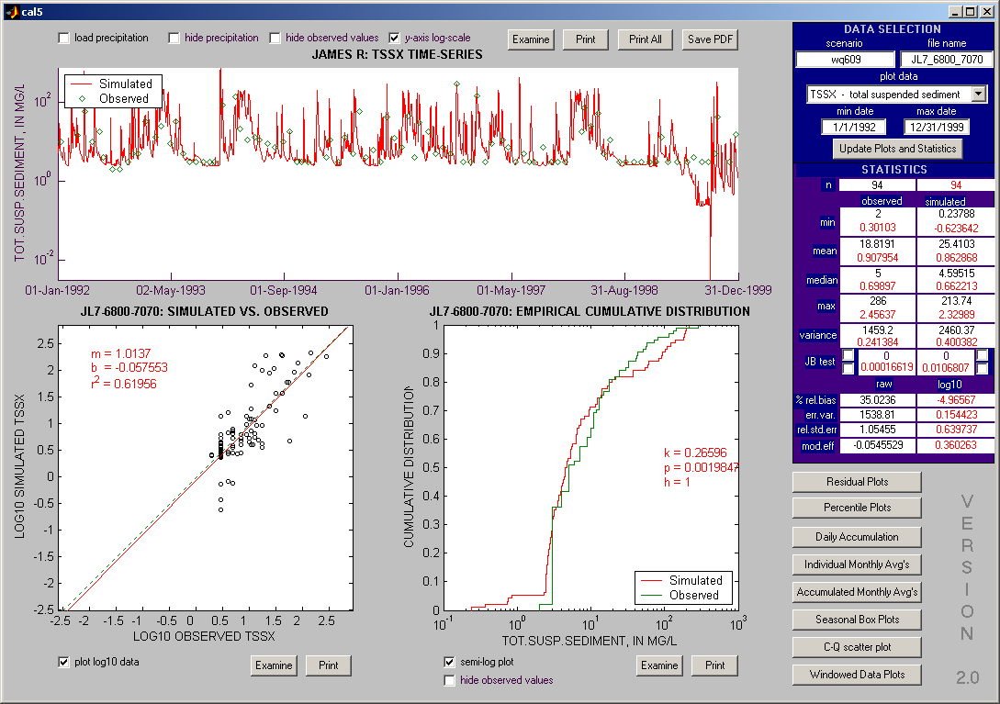 cal5
load precipitation hide precipitation hide observed values y-axis log-scale Examine Print Print All Save PDF
JAMES R: TSSX TIME-SERIES
TOT.SUSP.SEDIMENT, IN MG/L
10^2
10^0
10^-2
Simulated
Observed
01-Jan-1992 02-May-1993 01-Sep-1994 01-Jan-1996 01-May-1997 31-Aug-1998 31-Dec-1999
JL7-6800-7070: SIMULATED VS. OBSERVED
LOG10 SIMULATED TSSX
2.5
2
1.5
1
0.5
0
-0.5
-1
-1.5
-2
-2.5
m = 1.0137
b = -0.057553
r^2 = 0.61956
-2.5 -2 -1.5 -1 -0.5 0 0.5 1 1.5 2 2.5
LOG10 OBSERVED TSSX
plot log10 data Examine Print
JL7-6800-7070: EMPIRICAL CUMULATIVE DISTRIBUTION
CUMULATIVE DISTRIBUTION
1
0.9
0.8
0.7
0.6
0.5
0.4
0.3
0.2
0.1
0
k = 0.26596
p = 0.0019847
h = 1
Simulated
Observed
10^-1 10^0 10^1 10^2 10^3
TOT.SUSP.SEDIMENT, IN MG/L
semi-log plot Examine Print
hide observed values
DATA SELECTION
scenario file name
wq609 JL7_6800_7070
plot data
TSSX - total suspended sediment
min date max date
1/1/1992 12/31/1999
Update Plots and Statistics
STATISTICS
n 94 94
observed simulated
min 2 0.23788
0.30103 -0.623642
mean 18.8191 25.4103
0.907954 0.862868
median 5 4.59515
0.69897 0.662213
max 286 213.74
2.45637 2.32989
variance 1459.2 2460.37
0.241384 0.400382
JB test 0 0
0.00016619 0.0106807
raw log10
% rel.bias 35.0236 -4.96567
err.var. 1538.81 0.154423
rel.std.err 1.05455 0.639737
mod.eff -0.0545529 0.360263
Residual Plots
Percentile Plots
Daily Accumulation
Individual Monthly Avg's
Accumulated Monthly Avg's
Seasonal Box Plots
C-Q scatter plot
Windowed Data Plots
VERSION
2.0